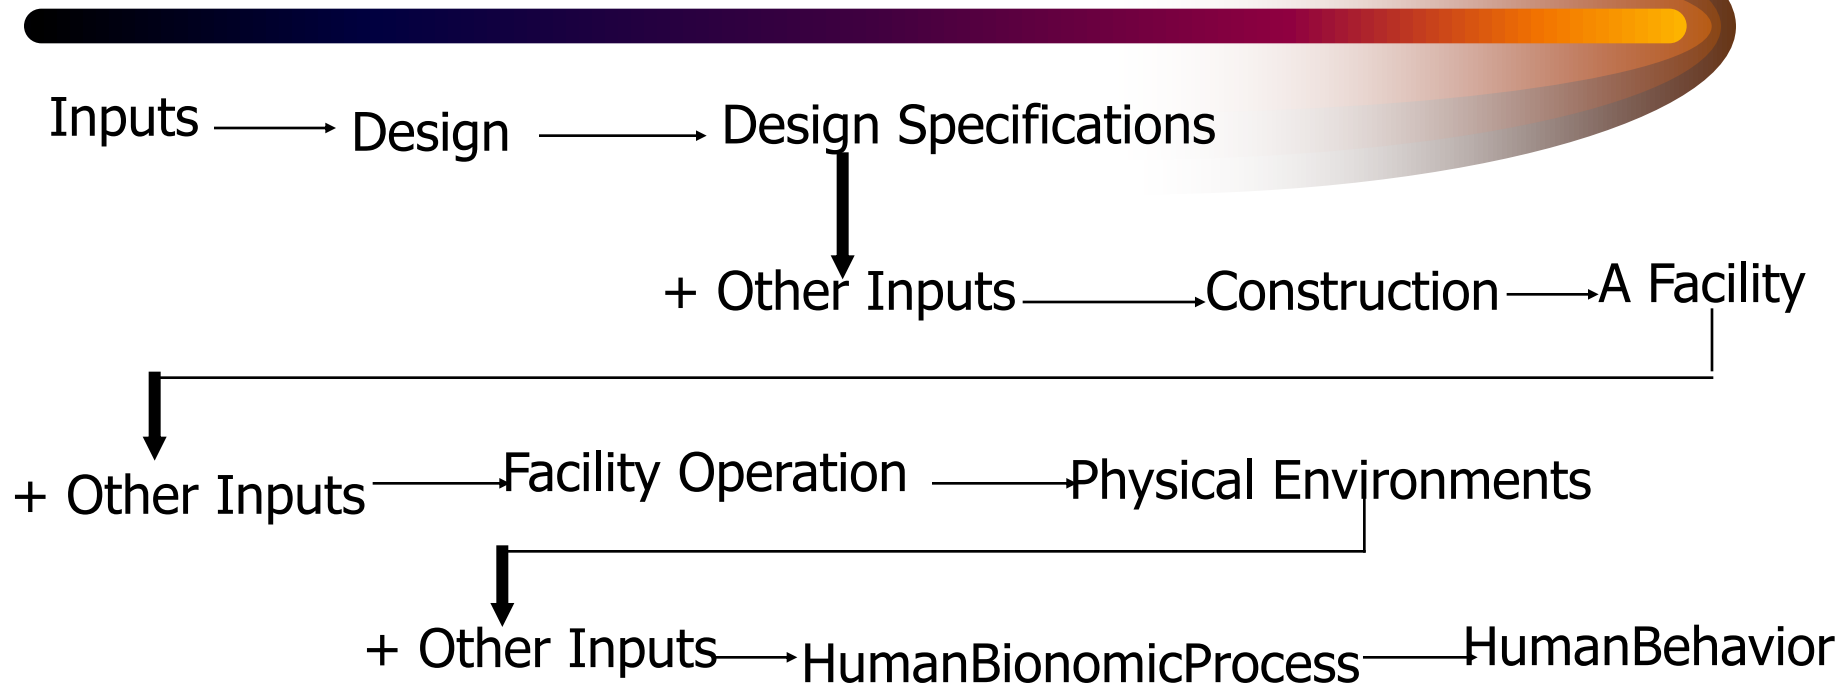 Inputs Design Design Specifications
+ Other Inputs Construction A Facility
+ Other Inputs Facility Operation Physical Environments
+ Other Inputs HumanBionomicProcess HumanBehavior